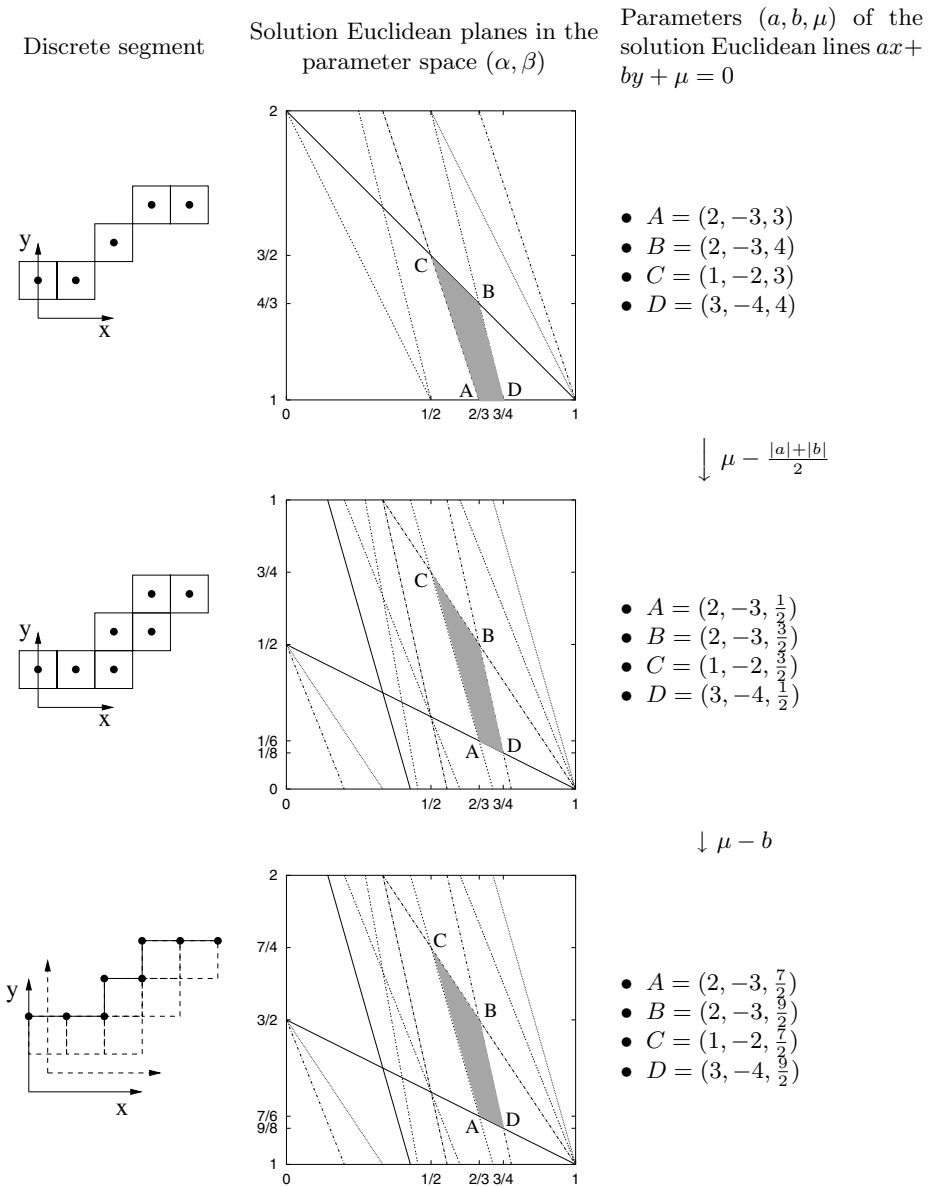 Discrete segment
Solution Euclidean planes in the
parameter space (α, β)
Parameters (a, b, μ) of the
solution Euclidean lines ax+
by + μ = 0
y
x
2
3/2
4/3
1
0
1/2
2/3
3/4
1
C
B
A
D
• A = (2, −3, 3)
• B = (2, −3, 4)
• C = (1, −2, 3)
• D = (3, −4, 4)
↓ μ − (|a|+|b|)/2
y
x
1
3/4
1/2
1/6
1/8
0
0
1/2
2/3
3/4
1
C
B
A
D
• A = (2, −3, 1/2)
• B = (2, −3, 3/2)
• C = (1, −2, 3/2)
• D = (3, −4, 1/2)
↓ μ − b
y
x
2
7/4
3/2
7/6
9/8
1
0
1/2
2/3
3/4
1
C
B
A
D
• A = (2, −3, 7/2)
• B = (2, −3, 9/2)
• C = (1, −2, 7/2)
• D = (3, −4, 9/2)